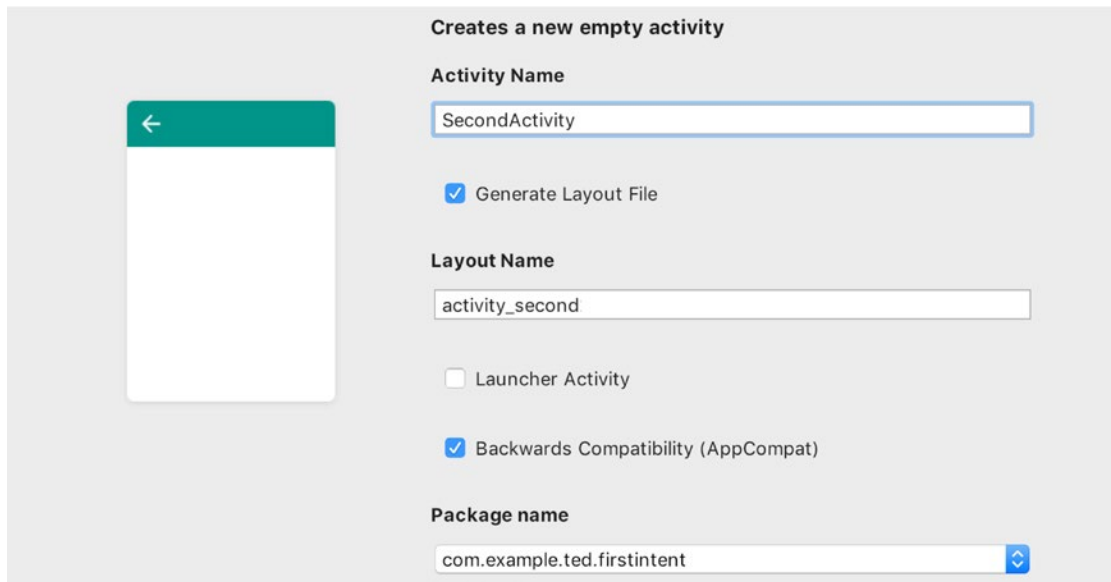 Creates a new empty activity
Activity Name
SecondActivity
Generate Layout File
Layout Name
activity_second
Launcher Activity
Backwards Compatibility (AppCompat)
Package name
com.example.ted.firstintent